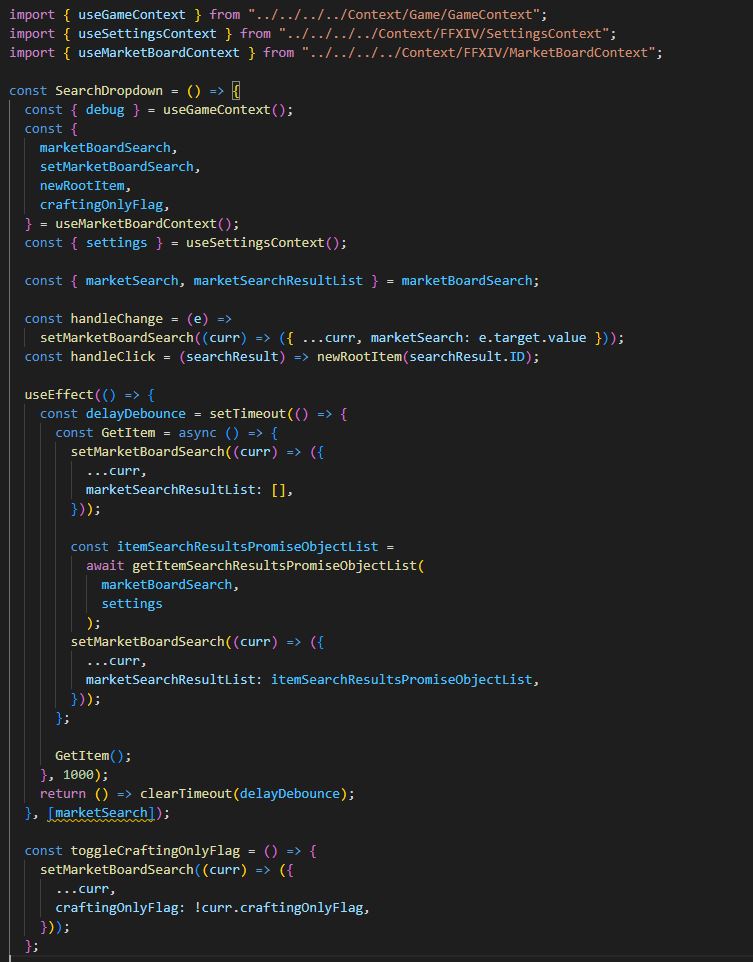 import { useGameContext } from "../../../../Context/Game/GameContext";
import { useSettingsContext } from "../../../../Context/FFXIV/SettingsContext";
import { useMarketBoardContext } from "../../../../Context/FFXIV/MarketBoardContext";

const SearchDropdown = () => {
  const { debug } = useGameContext();
  const {
    marketBoardSearch,
    setMarketBoardSearch,
    newRootItem,
    craftingOnlyFlag,
  } = useMarketBoardContext();
  const { settings } = useSettingsContext();

  const { marketSearch, marketSearchResultList } = marketBoardSearch;

  const handleChange = (e) =>
    setMarketBoardSearch((curr) => ({ ...curr, marketSearch: e.target.value }));
  const handleClick = (searchResult) => newRootItem(searchResult.ID);

  useEffect(() => {
    const delayDebounce = setTimeout(() => {
      const GetItem = async () => {
        setMarketBoardSearch((curr) => ({
          ...curr,
          marketSearchResultList: [],
        }));

        const itemSearchResultsPromiseObjectList =
          await getItemSearchResultsPromiseObjectList(
            marketBoardSearch,
            settings
          );
        setMarketBoardSearch((curr) => ({
          ...curr,
          marketSearchResultList: itemSearchResultsPromiseObjectList,
        }));
      };

      GetItem();
    }, 1000);
    return () => clearTimeout(delayDebounce);
  }, [marketSearch]);

  const toggleCraftingOnlyFlag = () => {
    setMarketBoardSearch((curr) => ({
      ...curr,
      craftingOnlyFlag: !curr.craftingOnlyFlag,
    }));
  };